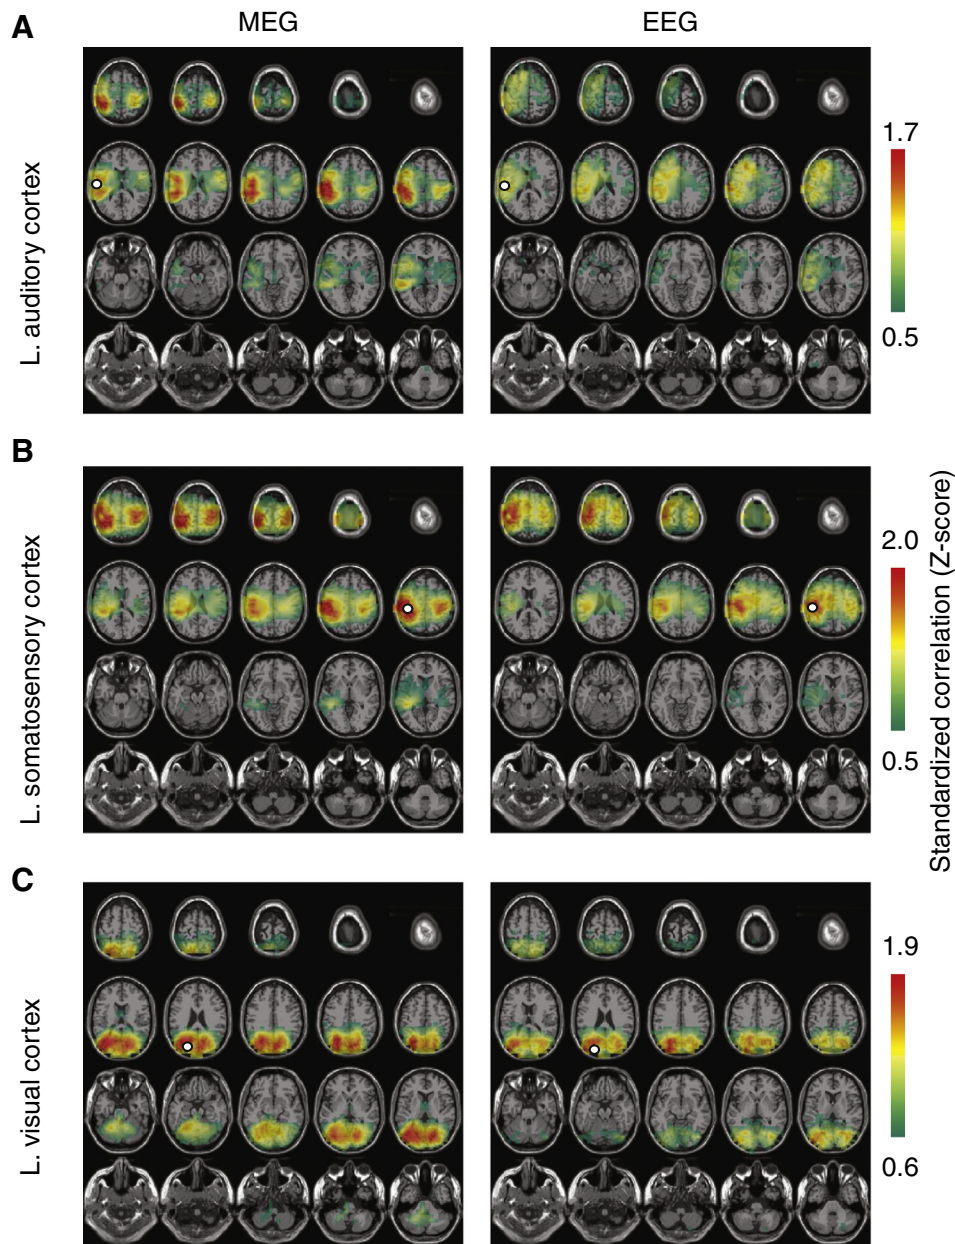 A
MEG
EEG
L. auditory cortex
1.7
0.5
B
L. somatosensory cortex
2.0
0.5
Standardized correlation (Z-score)
C
L. visual cortex
1.9
0.6